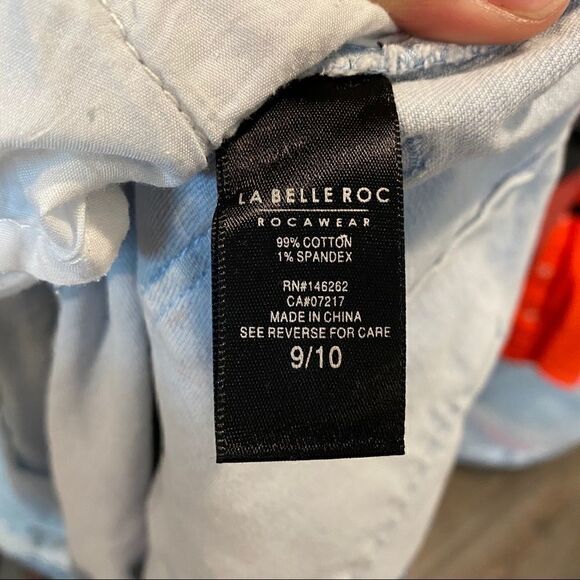 LA BELLE ROC
ROCAWEAR
99% COTTON
1% SPANDEX
RN#146262
CA#07217
MADE IN CHINA
SEE REVERSE FOR CARE
9/10